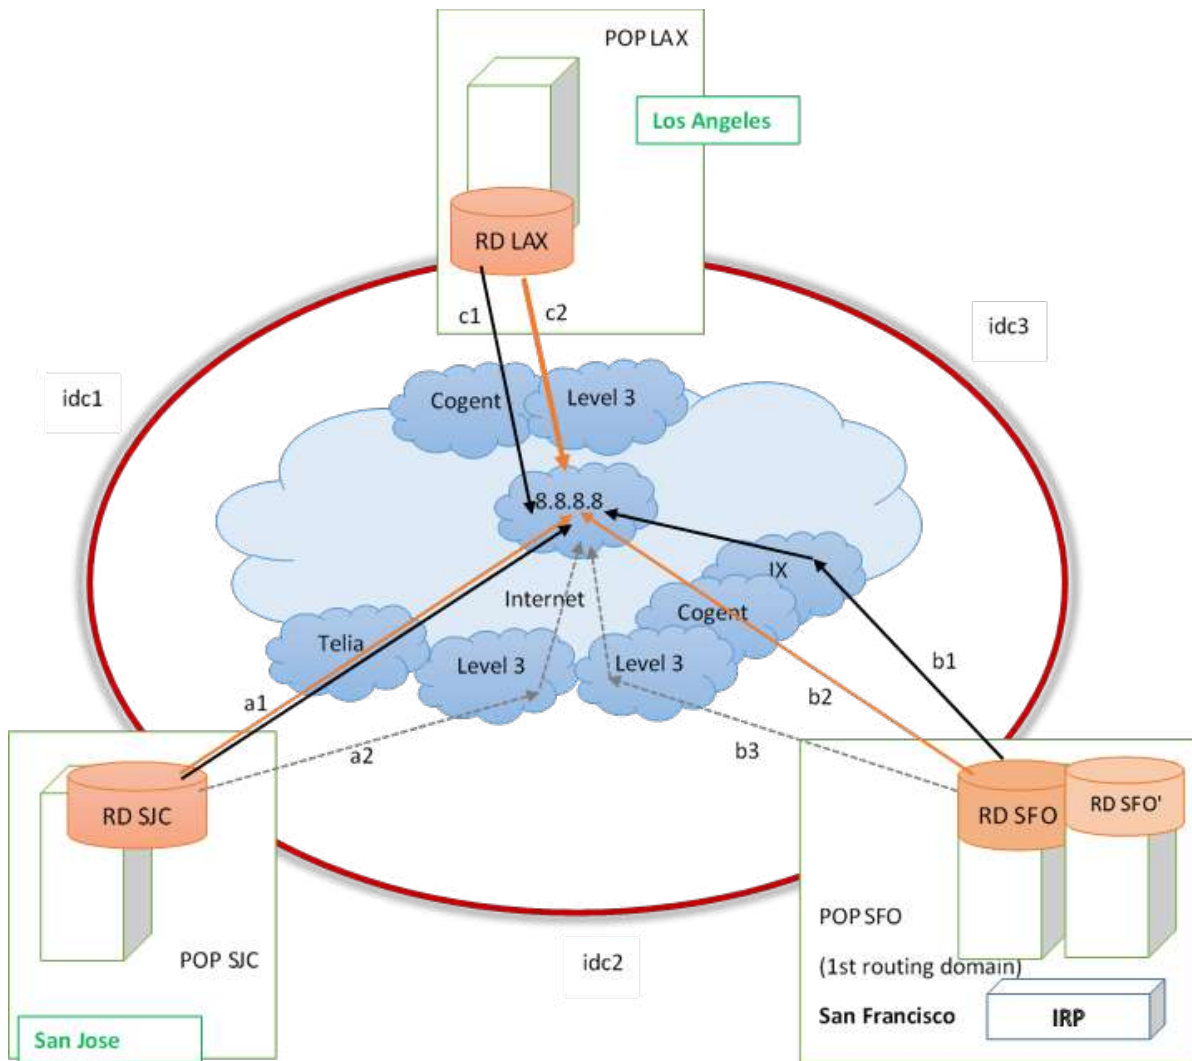 POP LAX
Los Angeles
RD LAX
c1
c2
idc3
idc1
Cogent
Level 3
8.8.8.8
IX
Internet
Cogent
Telia
Level 3
Level 3
b1
a1
b2
a2
b3
RD SJC
RD SFO
RD SFO'
POP SFO
POP SJC
idc2
(1st routing domain)
San Francisco
IRP
San Jose